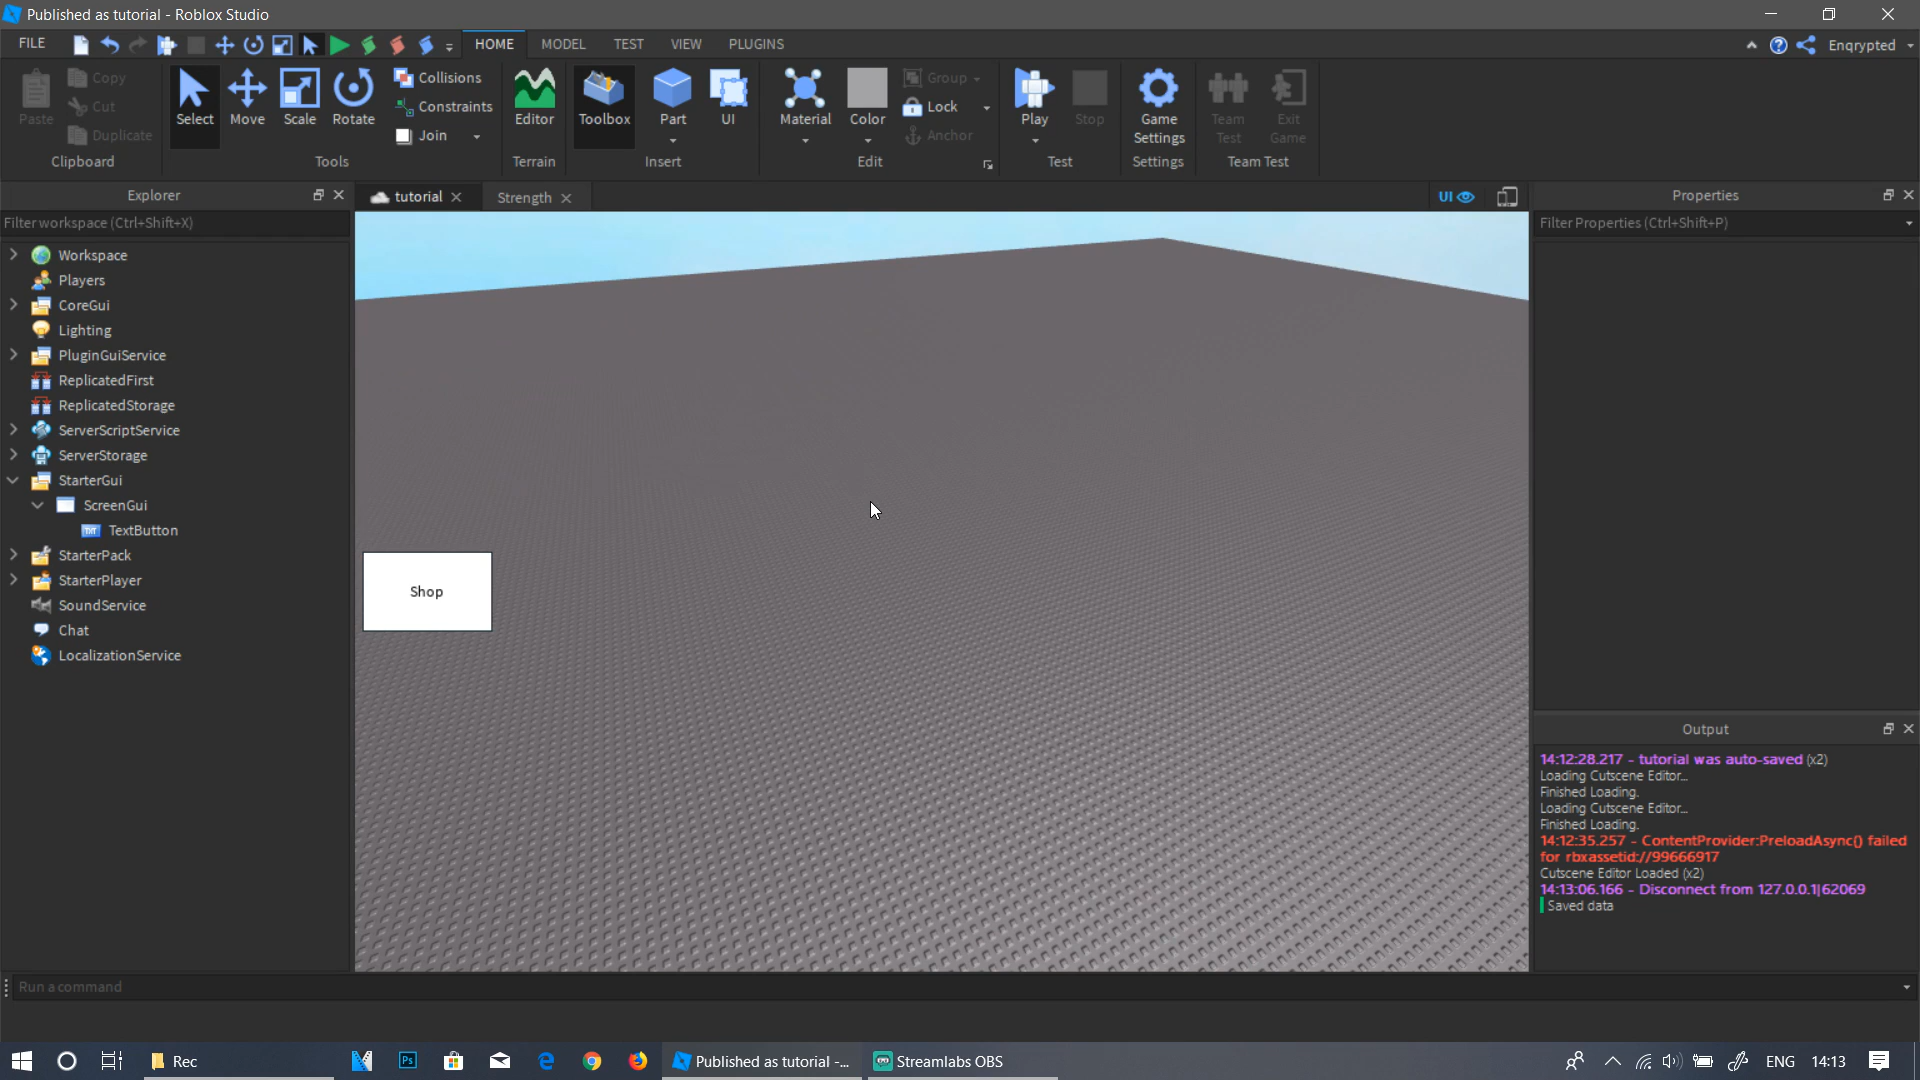 Published as tutorial - Roblox Studio
FILE
HOME
MODEL
TEST
VIEW
PLUGINS
Enqrypted
Paste
Copy
Cut
Duplicate
Clipboard
Select
Move
Scale
Rotate
Collisions
Constraints
Join
Tools
Editor
Terrain
Toolbox
Part
UI
Insert
Material
Color
Group
Lock
Anchor
Edit
Play
Stop
Test
Game
Settings
Settings
Team
Test
Exit
Game
Team Test
Explorer
Filter workspace (Ctrl+Shift+X)
Workspace
Players
CoreGui
Lighting
PluginGuiService
ReplicatedFirst
ReplicatedStorage
ServerScriptService
ServerStorage
StarterGui
ScreenGui
TXT TextButton
StarterPack
StarterPlayer
SoundService
Chat
LocalizationService
tutorial
Strength
UI
Shop
Properties
Filter Properties (Ctrl+Shift+P)
Output
14:12:28.217 - tutorial was auto-saved (x2)
Loading Cutscene Editor...
Finished Loading.
Loading Cutscene Editor...
Finished Loading.
14:12:35.257 - ContentProvider:PreloadAsync() failed
for rbxassetid://99666917
Cutscene Editor Loaded (x2)
14:13:06.166 - Disconnect from 127.0.0.1|62069
Saved data
Run a command
Rec
Ps
Published as tutorial -...
Streamlabs OBS
ENG
14:13